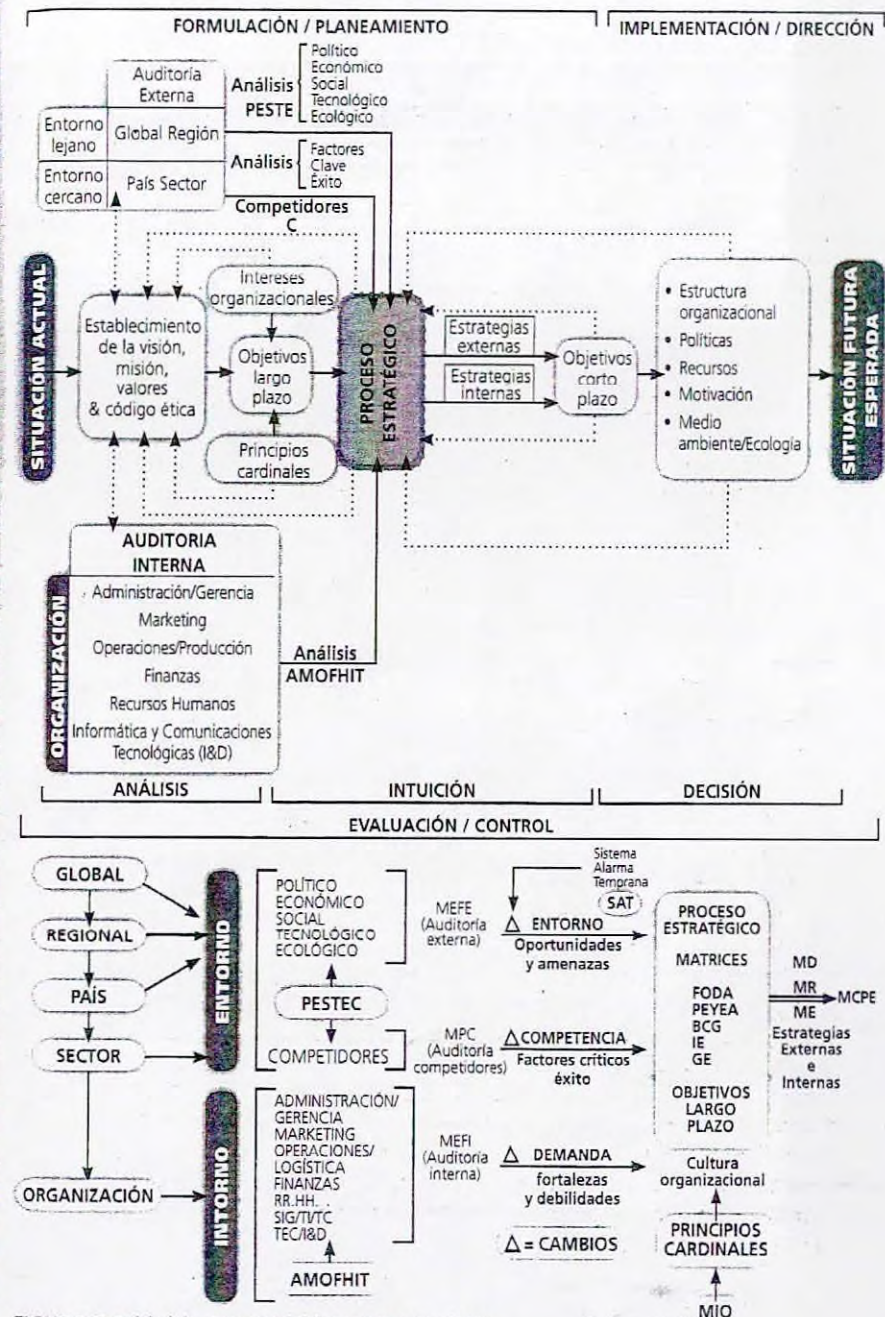 FORMULACIÓN / PLANEAMIENTO
IMPLEMENTACIÓN / DIRECCIÓN
Auditoría
Externa
Entorno
lejano
Global Región
Entorno
cercano
País Sector
Análisis
PESTE
Político
Económico
Social
Tecnológico
Ecológico
Análisis
Factores
Clave
Éxito
Competidores
C
SITUACIÓN ACTUAL
Establecimiento
de la visión,
misión,
valores
& código ética
Intereses
organizacionales
Objetivos
largo
plazo
Principios
cardinales
PROCESO
ESTRATÉGICO
Estrategias
externas
Estrategias
internas
Objetivos
corto
plazo
• Estructura
organizacional
• Políticas
• Recursos
• Motivación
• Medio
ambiente/Ecología
SITUACIÓN FUTURA
ESPERADA
ORGANIZACIÓN
AUDITORIA
INTERNA
Administración/Gerencia
Marketing
Operaciones/Producción
Finanzas
Recursos Humanos
Informática y Comunicaciones
Tecnológicas (I&D)
Análisis
AMOFHIT
ANÁLISIS
INTUICIÓN
DECISIÓN
EVALUACIÓN / CONTROL
GLOBAL
REGIONAL
PAÍS
SECTOR
ORGANIZACIÓN
ENTORNO
INTORNO
POLÍTICO
ECONÓMICO
SOCIAL
TECNOLÓGICO
ECOLÓGICO
PESTEC
COMPETIDORES
ADMINISTRACIÓN/
GERENCIA
MARKETING
OPERACIONES/
LOGÍSTICA
FINANZAS
RR.HH.
SIG/TI/TC
TEC/I&D
AMOFHIT
MEFE
(Auditoría
externa)
MPC
(Auditoría
competidores)
MEFI
(Auditoría
interna)
Sistema
Alarma
Temprana
SAT
Δ ENTORNO
Oportunidades
y amenazas
Δ COMPETENCIA
Factores críticos
éxito
Δ DEMANDA
fortalezas
y debilidades
Δ = CAMBIOS
PROCESO
ESTRATÉGICO
MATRICES
FODA
PEYEA
BCG
IE
GE
OBJETIVOS
LARGO
PLAZO
Cultura
organizacional
PRINCIPIOS
CARDINALES
MIO
MD
MR
ME
MCPE
Estrategias
Externas
e
Internas